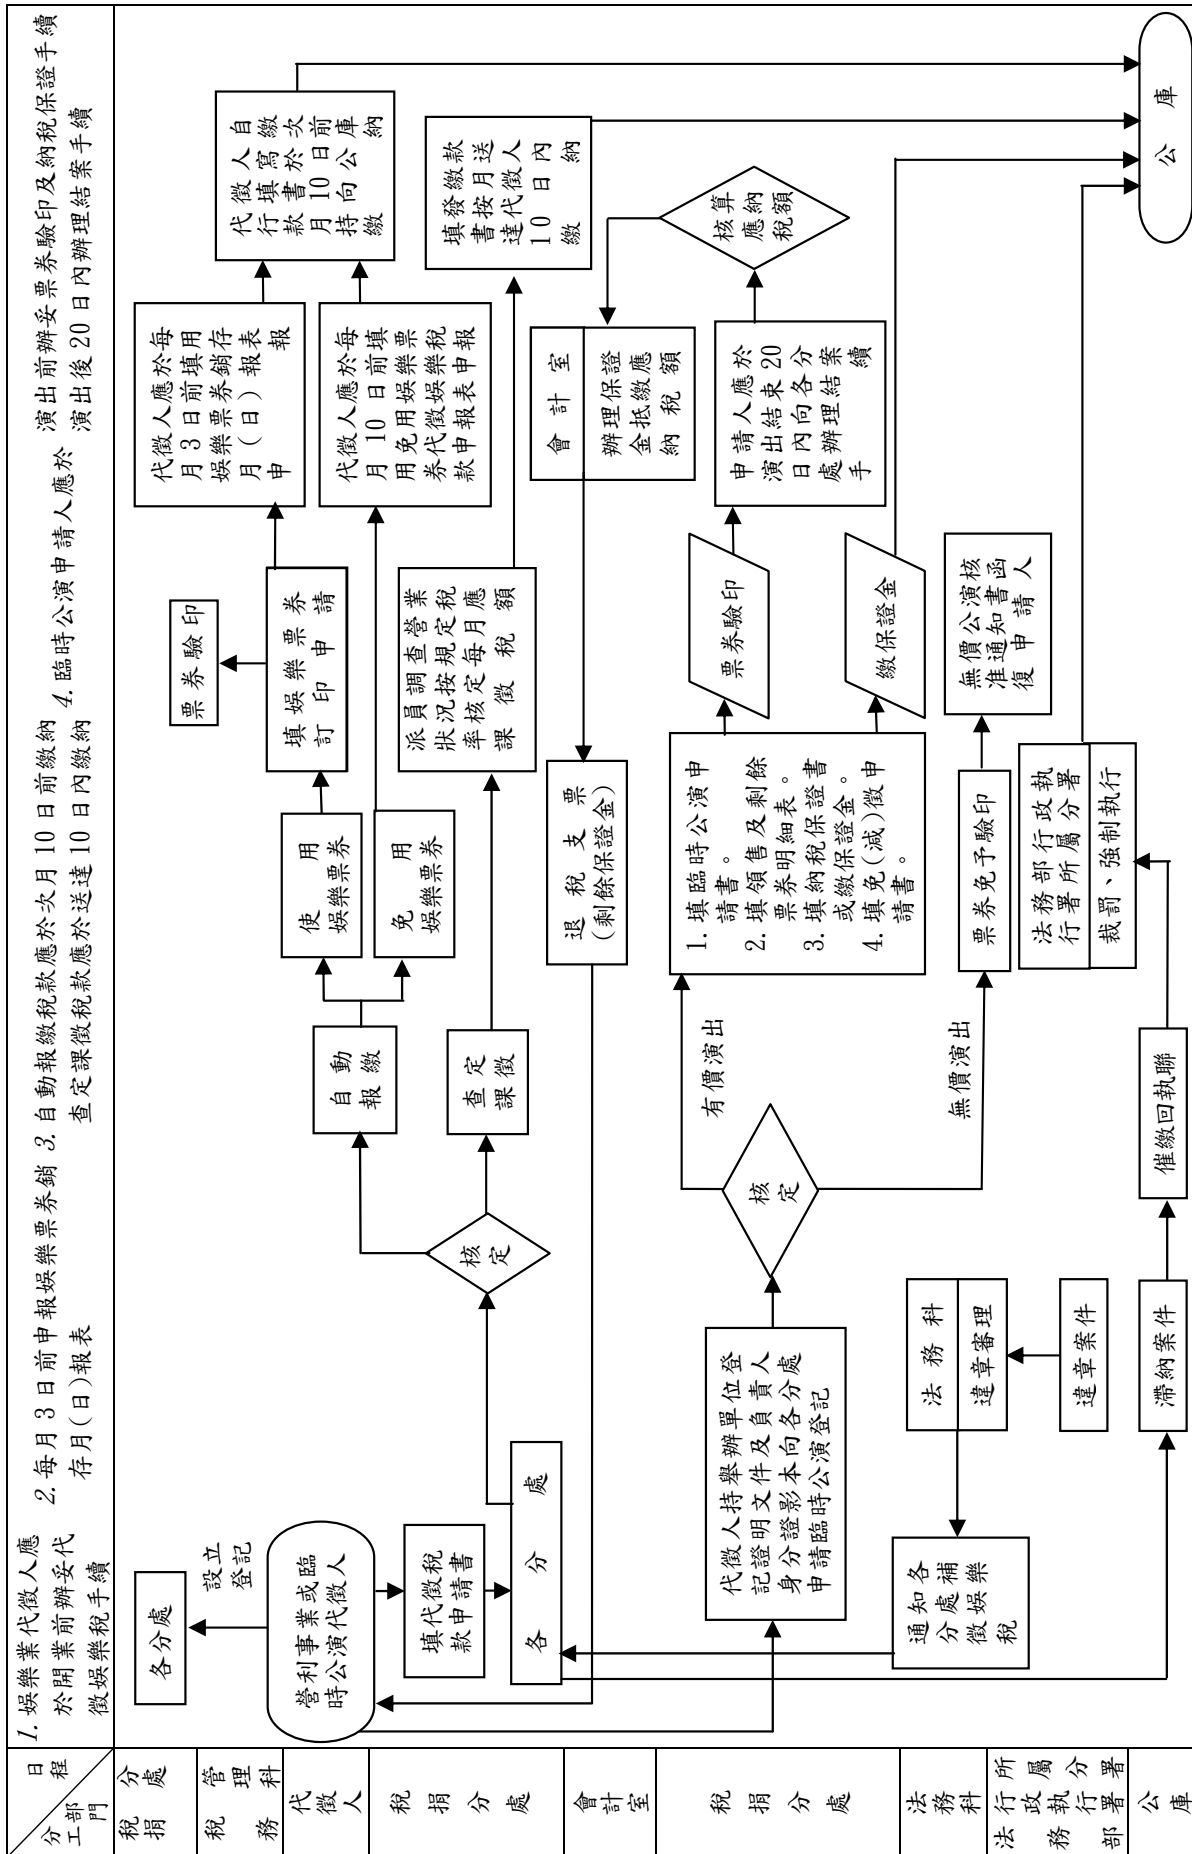 日程
分工部門
1. 娛樂業代徵人應
於開業前辦妥代
徵娛樂稅手續
2. 每月 3 日前申報娛樂票券銷
存月(日)報表
3. 自動報繳稅款應於次月 10 日前繳納
查定課徵稅款應於送達 10 日內繳納
4. 臨時公演申請人應於
演出前辦妥票券驗印及納稅保證手續
演出後 20 日內辦理結案手續
稅捐
分處
稅務
管理科
代徵人
稅捐分處
會計室
稅捐分處
法務科
法務部
行政執行署
所屬分署
公庫
各分處
設立
登記
營利事業或臨
時公演代徵人
填代徵稅
款申請書
各分處
核
定
自動
報繳
查定
課徵
使用
娛樂票券
免用
娛樂票券
填娛樂票券
訂印申請
票券驗印
代徵人應於每
月 3 日前填用
娛樂票券銷存
月(日)報表
申報
代徵人應於每
月 10 日前填
用免用娛樂票
券代徵娛樂稅
款申報表申報
代徵人自
行填寫繳
款書於次
月 10 日前
持向公庫
繳納
派員調查營業
狀況按規定稅
率核定每月應
課徵稅額
填發繳款
書按月送
達代徵人
10 日內
繳納
會計室
辦理保證
金抵繳應
納稅額
退稅支票
(剩餘保證金)
代徵人持舉辦單位登
記證明文件及負責人
身分證影本向各分處
申請臨時公演登記
核
定
有價演出
無價演出
1. 填臨時公演申
請書。
2. 填領售及剩餘
票券明細表。
3. 填納稅保證書
或繳保證金。
4. 填免(減)徵申
請書。
票券驗印
繳保證金
申請人應於
演出結束 20
日內向各分
處辦理結案
手續
核算
應納
稅額
票券免予驗印
無價公演核
准通知書函
復申請人
法務科
違章審理
違章案件
通知各
分處補
徵娛樂
稅
滯納案件
催繳回執聯
法務部行政執
行署所屬分署
裁罰、強制執行
公庫